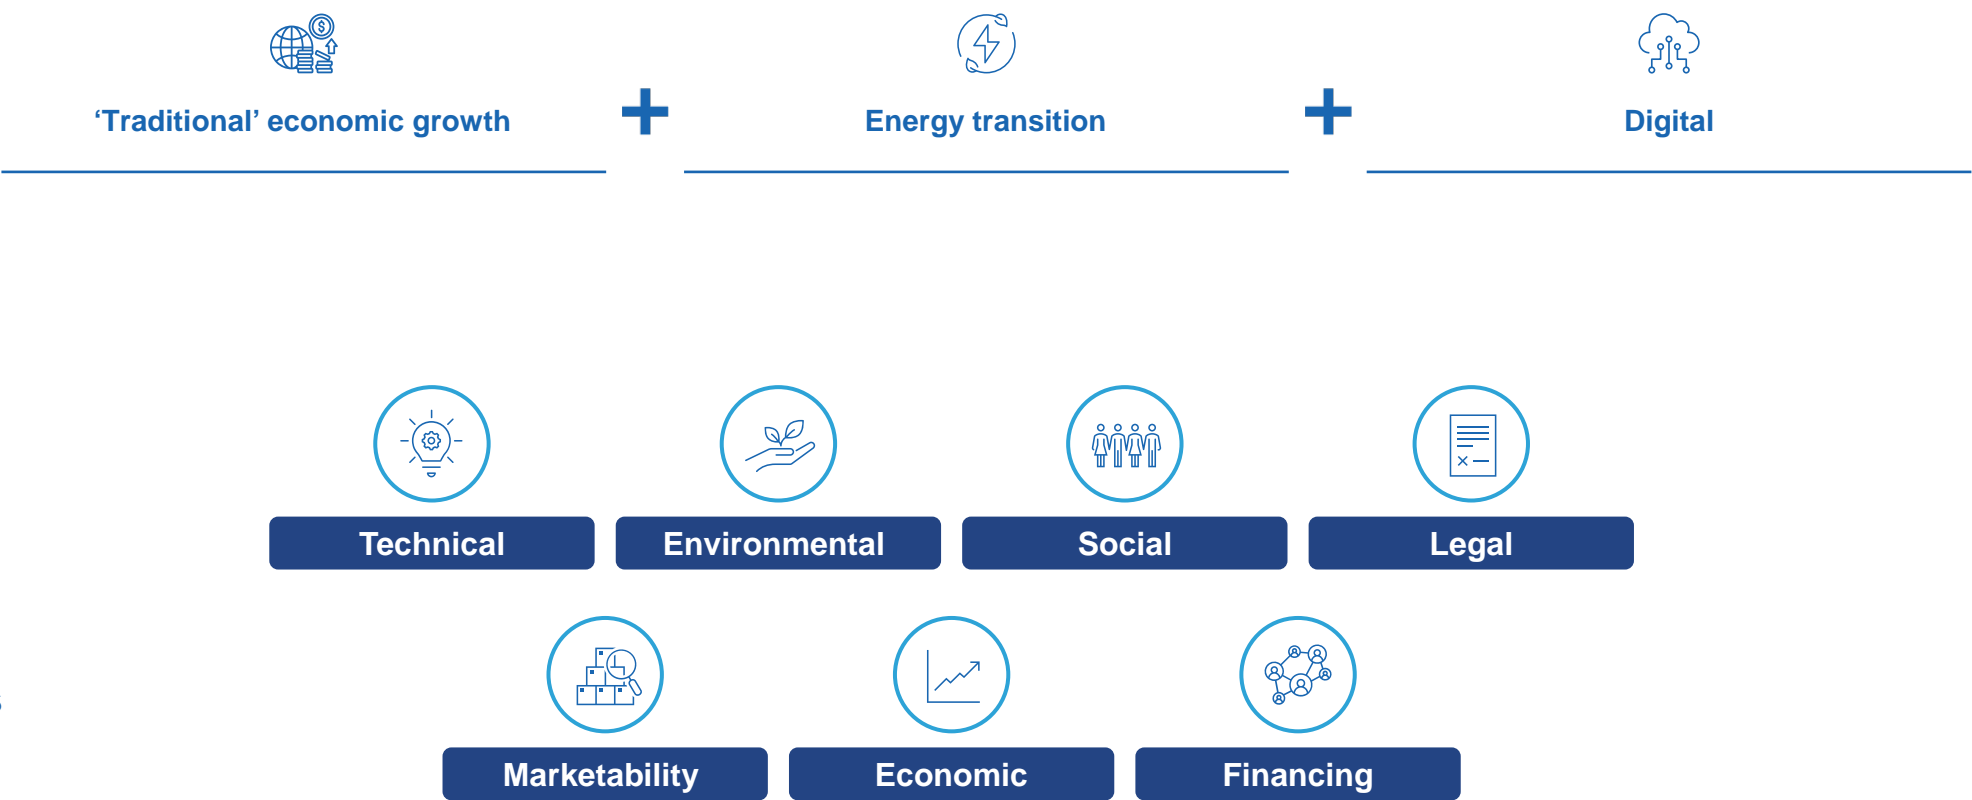 ‘Traditional’ economic growth
Energy transition
Digital
Technical
Environmental
Social
Legal
Marketability
Economic
Financing